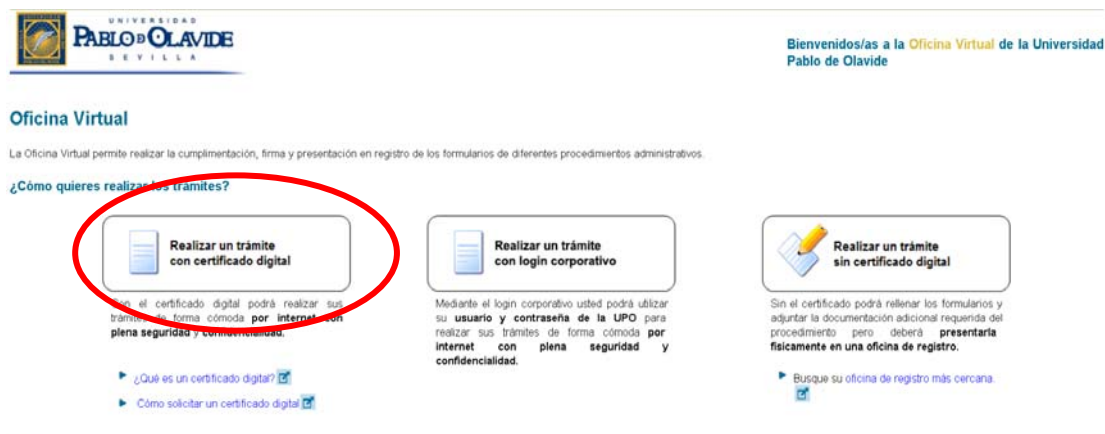 UNIVERSIDAD
PABLO DE OLAVIDE
SEVILLA
Bienvenidos/as a la Oficina Virtual de la Universidad
Pablo de Olavide
Oficina Virtual
La Oficina Virtual permite realizar la cumplimentación, firma y presentación en registro de los formularios de diferentes procedimientos administrativos.
¿Cómo quieres realizar los trámites?
Realizar un trámite
con certificado digital
Con el certificado digital podrá realizar sus
trámites de forma cómoda por internet con
plena seguridad y confidencialidad.
¿Qué es un certificado digital?
Cómo solicitar un certificado digital
Realizar un trámite
con login corporativo
Mediante el login corporativo usted podrá utilizar
su usuario y contraseña de la UPO para
realizar sus trámites de forma cómoda por
internet con plena seguridad y
confidencialidad.
Realizar un trámite
sin certificado digital
Sin el certificado podrá rellenar los formularios y
adjuntar la documentación adicional requerida del
procedimiento pero deberá presentarla
físicamente en una oficina de registro.
Busque su oficina de registro más cercana.